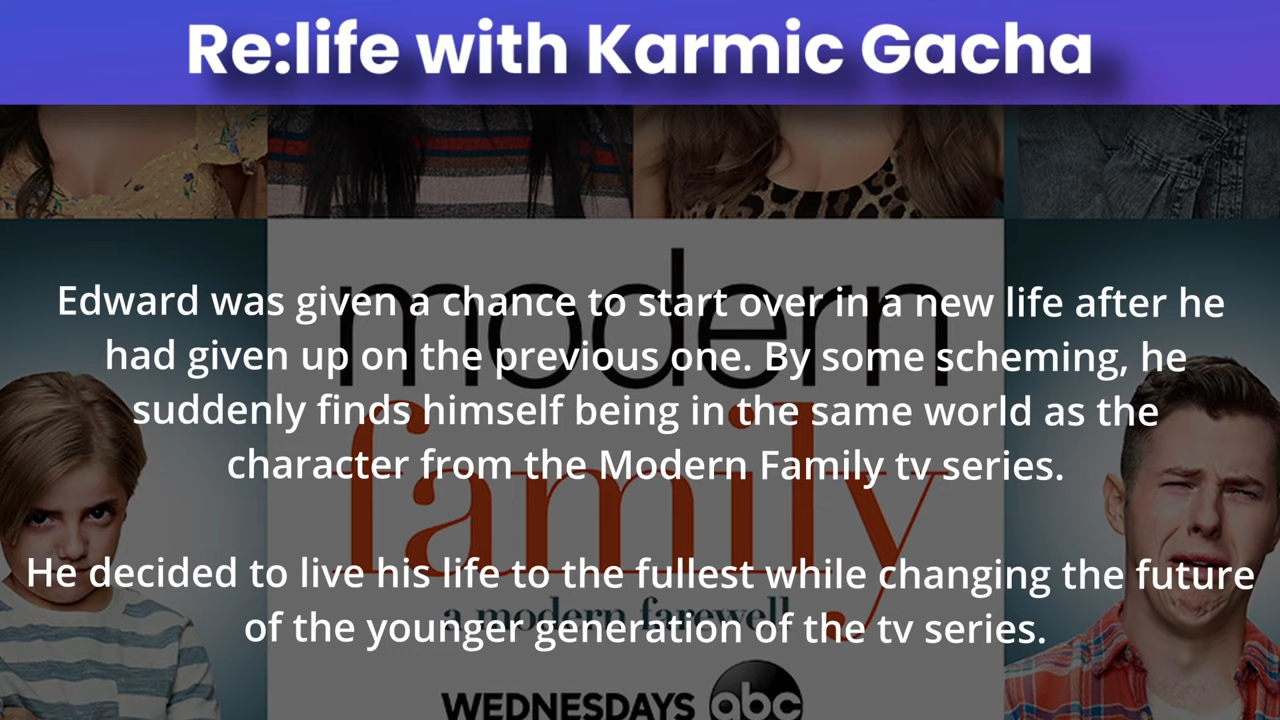 Re:life with Karmic Gacha
modern
Edward was given a chance to start over in a new life after he
had given up on the previous one. By some scheming, he
suddenly finds himself being in the same world as the
character from the Modern Family tv series.
family
He decided to live his life to the fullest while changing the future
a modern farewell
of the younger generation of the tv series.
WEDNESDAYS abc